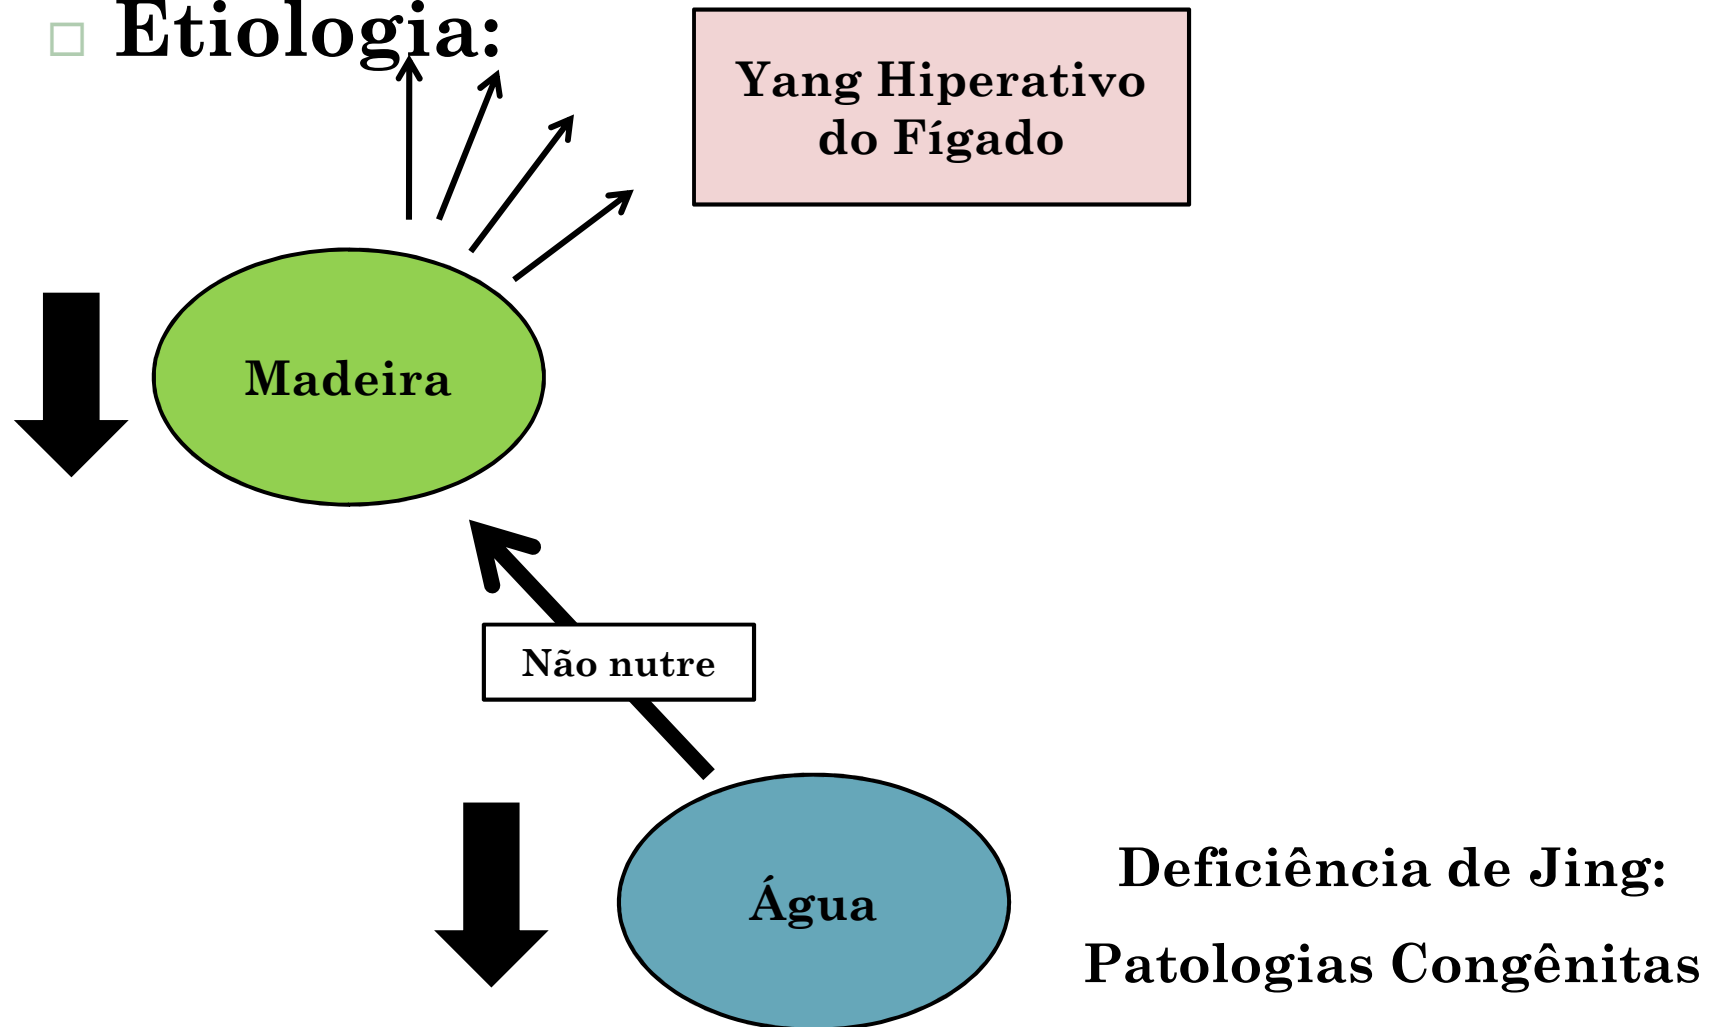 Etiologia:
Yang Hiperativo
do Fígado
Madeira
Não nutre
Água
Deficiência de Jing:
Patologias Congênitas